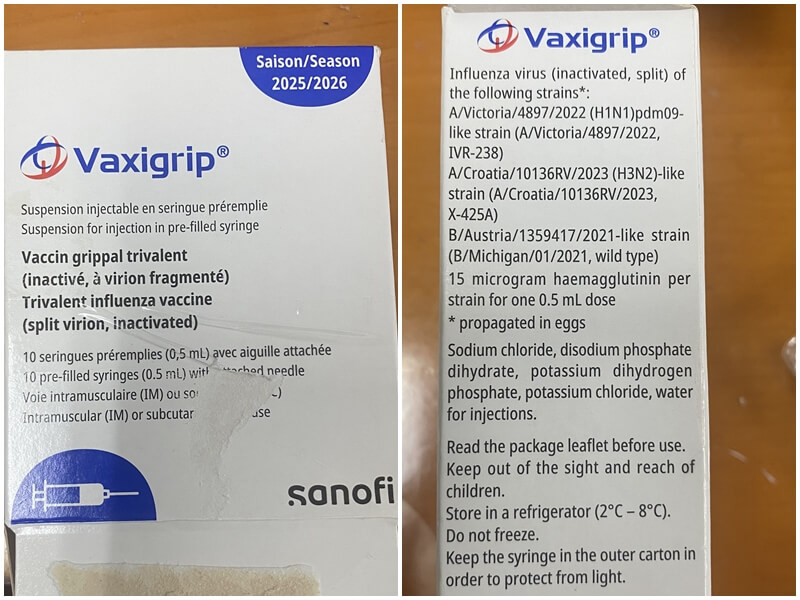 Saison/Season
2025/2026
Vaxigrip®
Suspension injectable en seringue préremplie
Suspension for injection in pre-filled syringe
Vaccin grippal trivalent
(inactivé, à virion fragmenté)
Trivalent influenza vaccine
(split virion, inactivated)
10 seringues préremplies (0,5 mL) avec aiguille attachée
10 pre-filled syringes (0.5 mL) with attached needle
Voie intramusculaire (IM) ou
Intramuscular (IM) or use
sanofi
Vaxigrip®
Influenza virus (inactivated, split) of
the following strains*:
A/Victoria/4897/2022 (H1N1)pdm09-
like strain (A/Victoria/4897/2022,
IVR-238)
A/Croatia/10136RV/2023 (H3N2)-like
strain (A/Croatia/10136RV/2023,
X-425A)
B/Austria/1359417/2021-like strain
(B/Michigan/01/2021, wild type)
15 microgram haemagglutinin per
strain for one 0.5 mL dose
* propagated in eggs
Sodium chloride, disodium phosphate
dihydrate, potassium dihydrogen
phosphate, potassium chloride, water
for injections.
Read the package leaflet before use.
Keep out of the sight and reach of
children.
Store in a refrigerator (2°C – 8°C).
Do not freeze.
Keep the syringe in the outer carton in
order to protect from light.